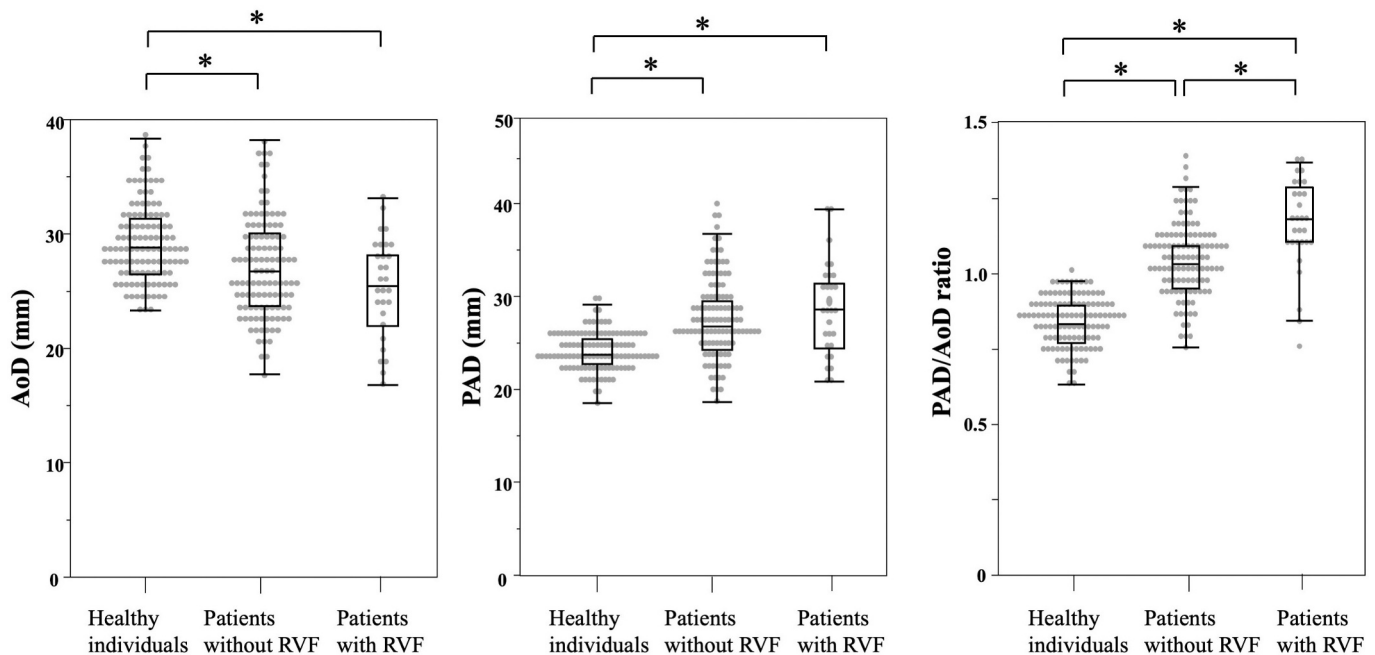 *
*
AoD (mm)
40
30
20
10
0
Healthy individuals
Patients without RVF
Patients with RVF
*
*
PAD (mm)
50
40
30
20
10
0
Healthy individuals
Patients without RVF
Patients with RVF
*
*
*
PAD/AoD ratio
1.5
1.0
0.5
0
Healthy individuals
Patients without RVF
Patients with RVF